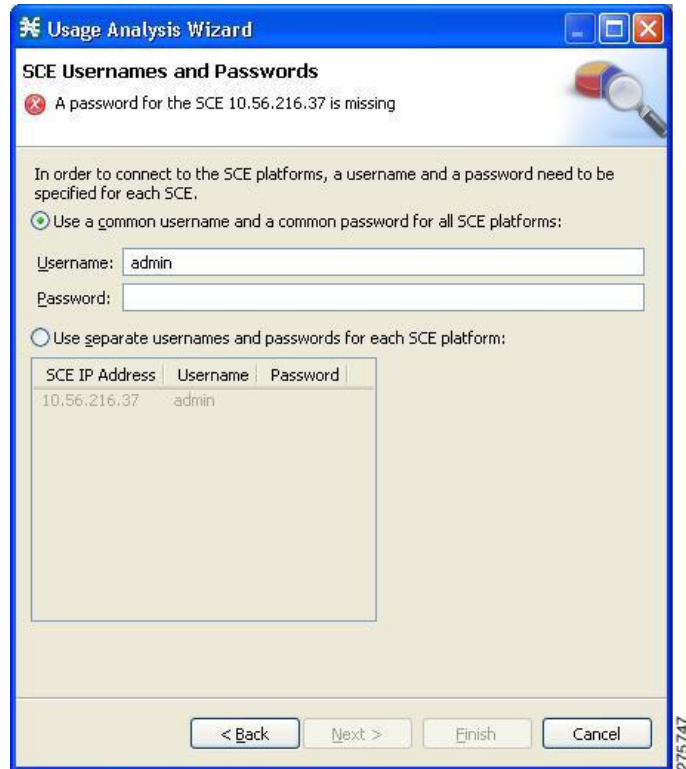 Usage Analysis Wizard
SCE Usernames and Passwords
A password for the SCE 10.56.216.37 is missing
In order to connect to the SCE platforms, a username and a password need to be
specified for each SCE.
Use a common username and a common password for all SCE platforms:
Username: admin
Password:
Use separate usernames and passwords for each SCE platform:
SCE IP Address Username Password
10.56.216.37 admin
< Back Next > Finish Cancel
275747